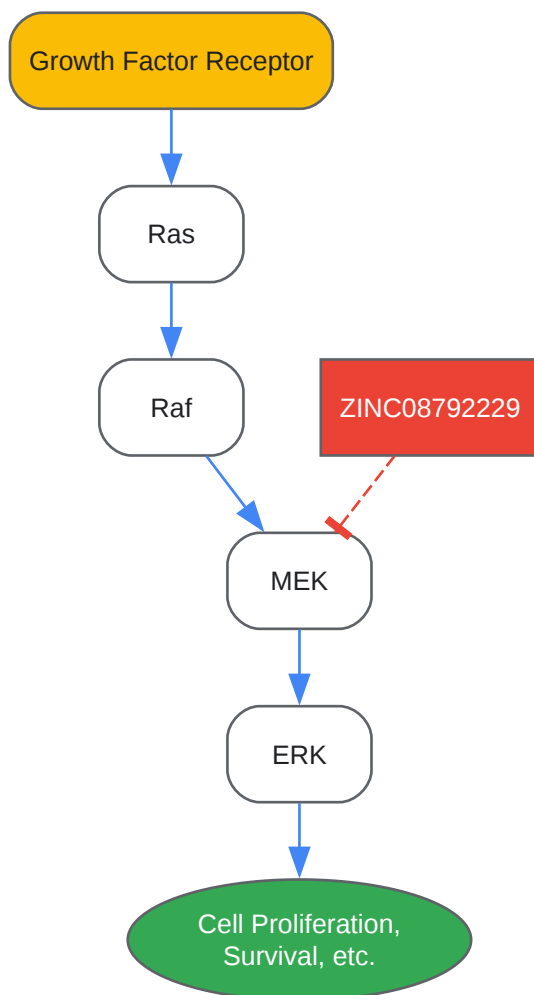 Growth Factor Receptor
Ras
Raf
ZINC08792229
MEK
ERK
Cell Proliferation,
Survival, etc.